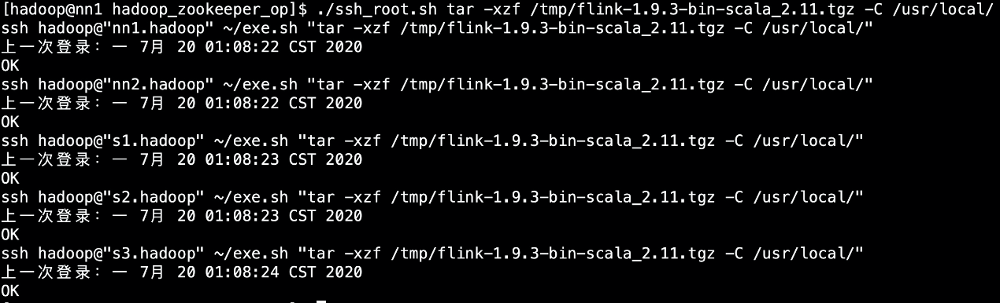 [hadoop@nn1 hadoop_zookeeper_op]$ ./ssh_root.sh tar -xzf /tmp/flink-1.9.3-bin-scala_2.11.tgz -C /usr/local/
ssh hadoop@"nn1.hadoop" ~/exe.sh "tar -xzf /tmp/flink-1.9.3-bin-scala_2.11.tgz -C /usr/local/"
上一次登录：一 7月 20 01:08:22 CST 2020
OK
ssh hadoop@"nn2.hadoop" ~/exe.sh "tar -xzf /tmp/flink-1.9.3-bin-scala_2.11.tgz -C /usr/local/"
上一次登录：一 7月 20 01:08:22 CST 2020
OK
ssh hadoop@"s1.hadoop" ~/exe.sh "tar -xzf /tmp/flink-1.9.3-bin-scala_2.11.tgz -C /usr/local/"
上一次登录：一 7月 20 01:08:23 CST 2020
OK
ssh hadoop@"s2.hadoop" ~/exe.sh "tar -xzf /tmp/flink-1.9.3-bin-scala_2.11.tgz -C /usr/local/"
上一次登录：一 7月 20 01:08:23 CST 2020
OK
ssh hadoop@"s3.hadoop" ~/exe.sh "tar -xzf /tmp/flink-1.9.3-bin-scala_2.11.tgz -C /usr/local/"
上一次登录：一 7月 20 01:08:24 CST 2020
OK